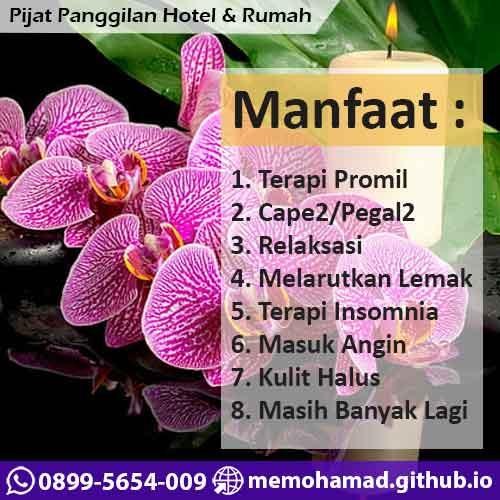 Pijat Panggilan Hotel & Rumah
Manfaat :
1. Terapi Promil
2. Cape2/Pegal2
3. Relaksasi
4. Melarutkan Lemak
5. Terapi Insomnia
6. Masuk Angin
7. Kulit Halus
8. Masih Banyak Lagi
0899-5654-009 memohamad.github.io